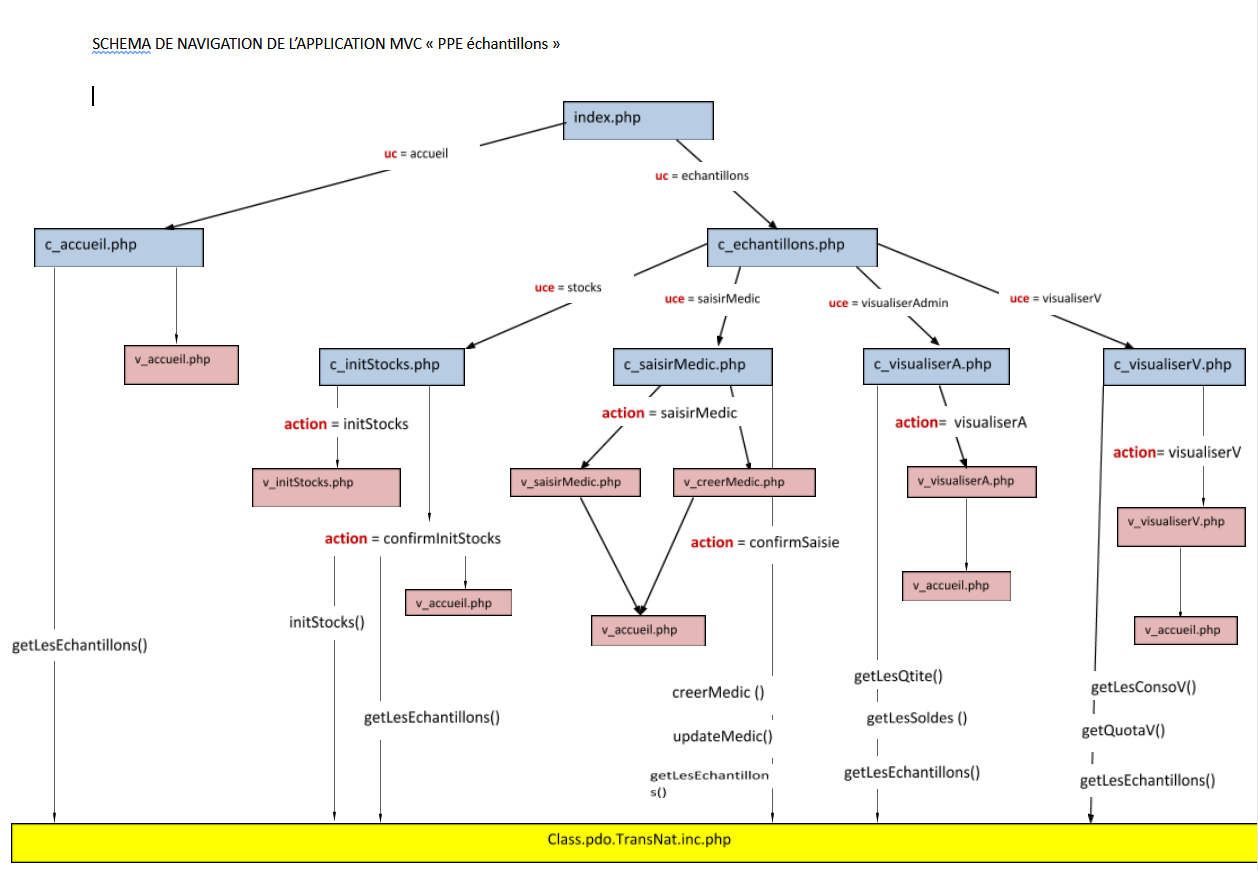 SCHEMA DE NAVIGATION DE L'APPLICATION MVC « PPE échantillons »
index.php
uc = accueil
uc = echantillons
c_accueil.php
c_echantillons.php
uce = stocks
uce = saisirMedic
uce = visualiserAdmin
uce = visualiserV
v_accueil.php
c_initStocks.php
c_saisirMedic.php
c_visualiserA.php
c_visualiserV.php
action = initStocks
action = saisirMedic
action= visualiserA
action= visualiserV
v_initStocks.php
v_saisirMedic.php
v_creerMedic.php
v_visualiserA.php
v_visualiserV.php
action = confirmInitStocks
action = confirmSaisie
v_accueil.php
v_accueil.php
v_accueil.php
v_accueil.php
initStocks()
getLesEchantillons()
getLesEchantillons()
creerMedic ()
updateMedic()
getLesEchantillon
s()
getLesQtite()
getLesSoldes ()
getLesEchantillons()
getLesConsoV()
getQuotaV()
getLesEchantillons()
Class.pdo.TransNat.inc.php